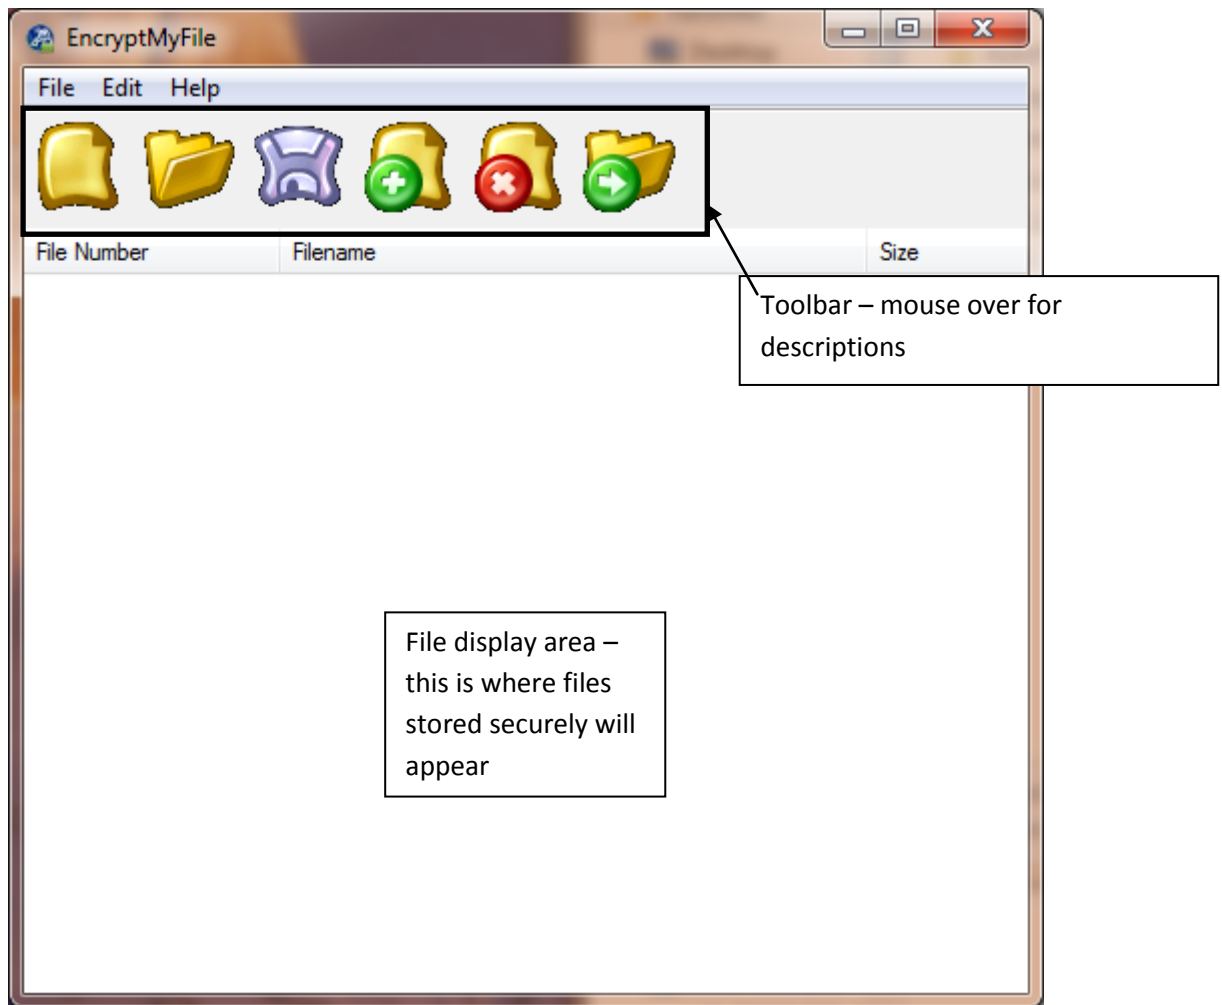 EncryptMyFile
File Edit Help
File Number Filename Size
Toolbar – mouse over for
descriptions
File display area –
this is where files
stored securely will
appear